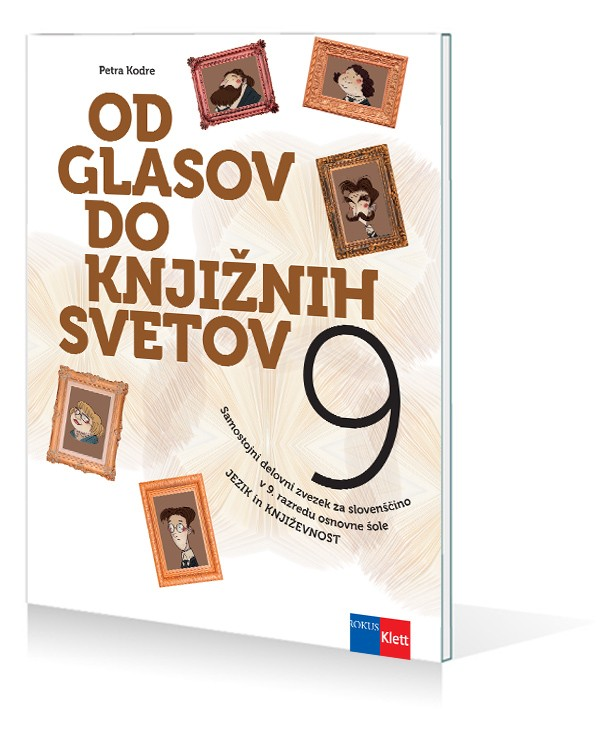 Petra Kodre
OD
GLASOV
DO
KNJIŽNIH
SVETOV
9
Samostojni delovni zvezek za slovenščino
v 9. razredu osnovne šole
JEZIK in KNJIŽEVNOST
ROKUS
Klett